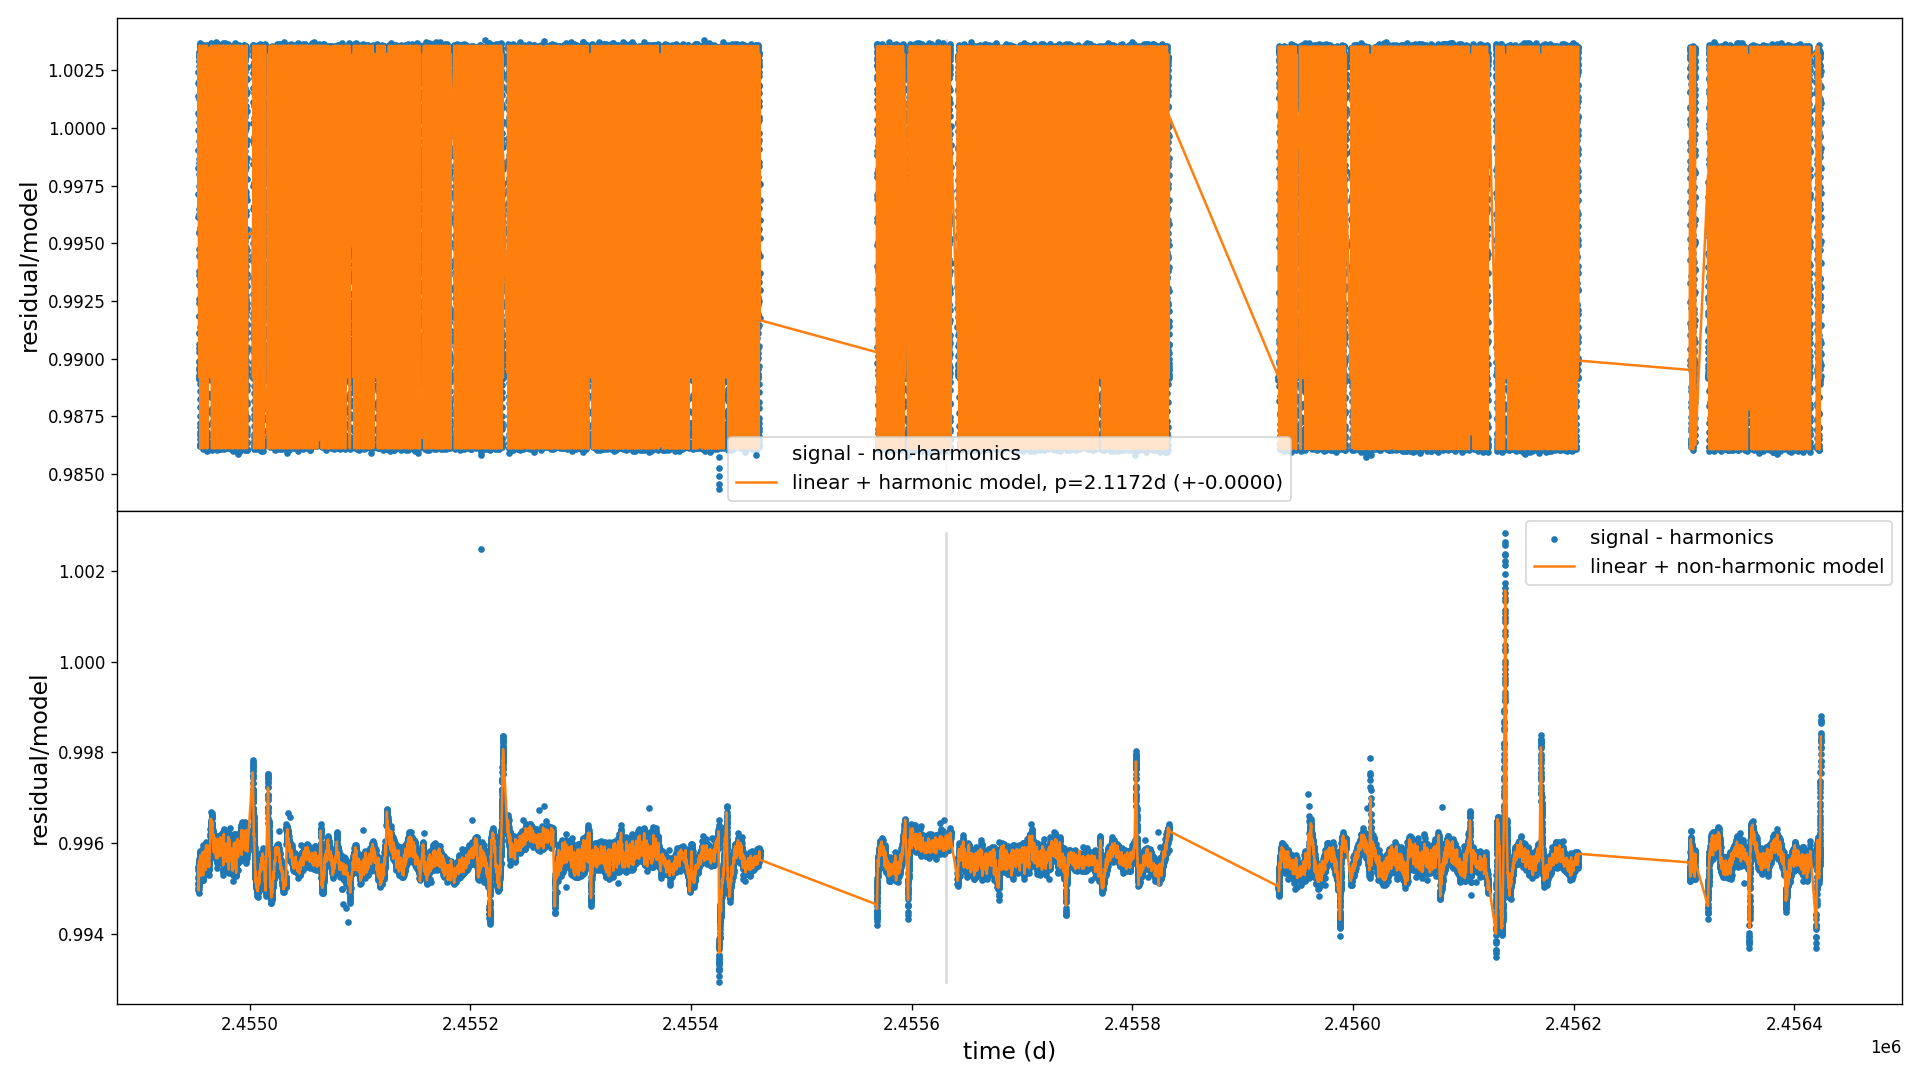 1.0025
1.0000
0.9975
0.9950
0.9925
0.9900
0.9875
0.9850
residual/model
signal - non-harmonics
linear + harmonic model, p=2.1172d (+-0.0000)
signal - harmonics
linear + non-harmonic model
1.002
1.000
0.998
0.996
0.994
residual/model
2.4550
2.4552
2.4554
2.4556
2.4558
2.4560
2.4562
2.4564
1e6
time (d)